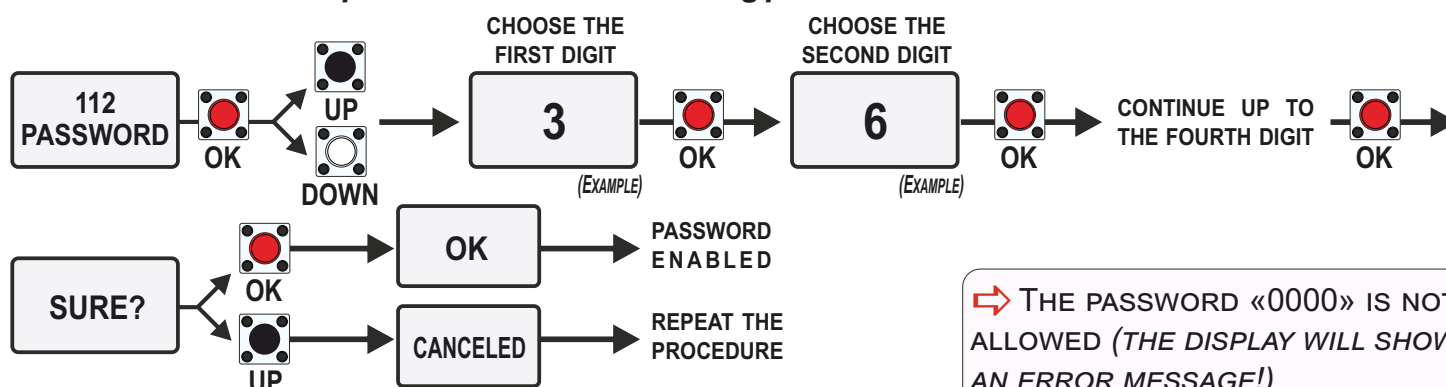 CHOOSE THE
FIRST DIGIT
CHOOSE THE
SECOND DIGIT
112
PASSWORD
OK
UP
DOWN
3
(EXAMPLE)
OK
6
(EXAMPLE)
OK
CONTINUE UP TO
THE FOURTH DIGIT
OK
SURE?
OK
UP
OK
PASSWORD
ENABLED
CANCELED
REPEAT THE
PROCEDURE
THE PASSWORD «0000» IS NOT
ALLOWED (THE DISPLAY WILL SHOW
AN ERROR MESSAGE!)